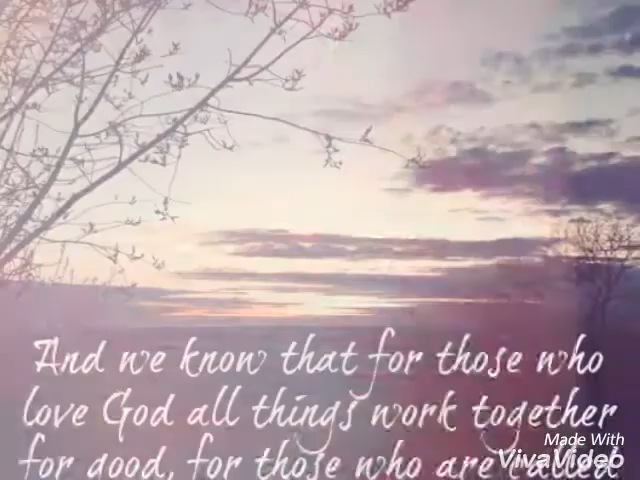 And we know that for those who
love God all things work together
for good, for those who are called
Made With
VivaVideo